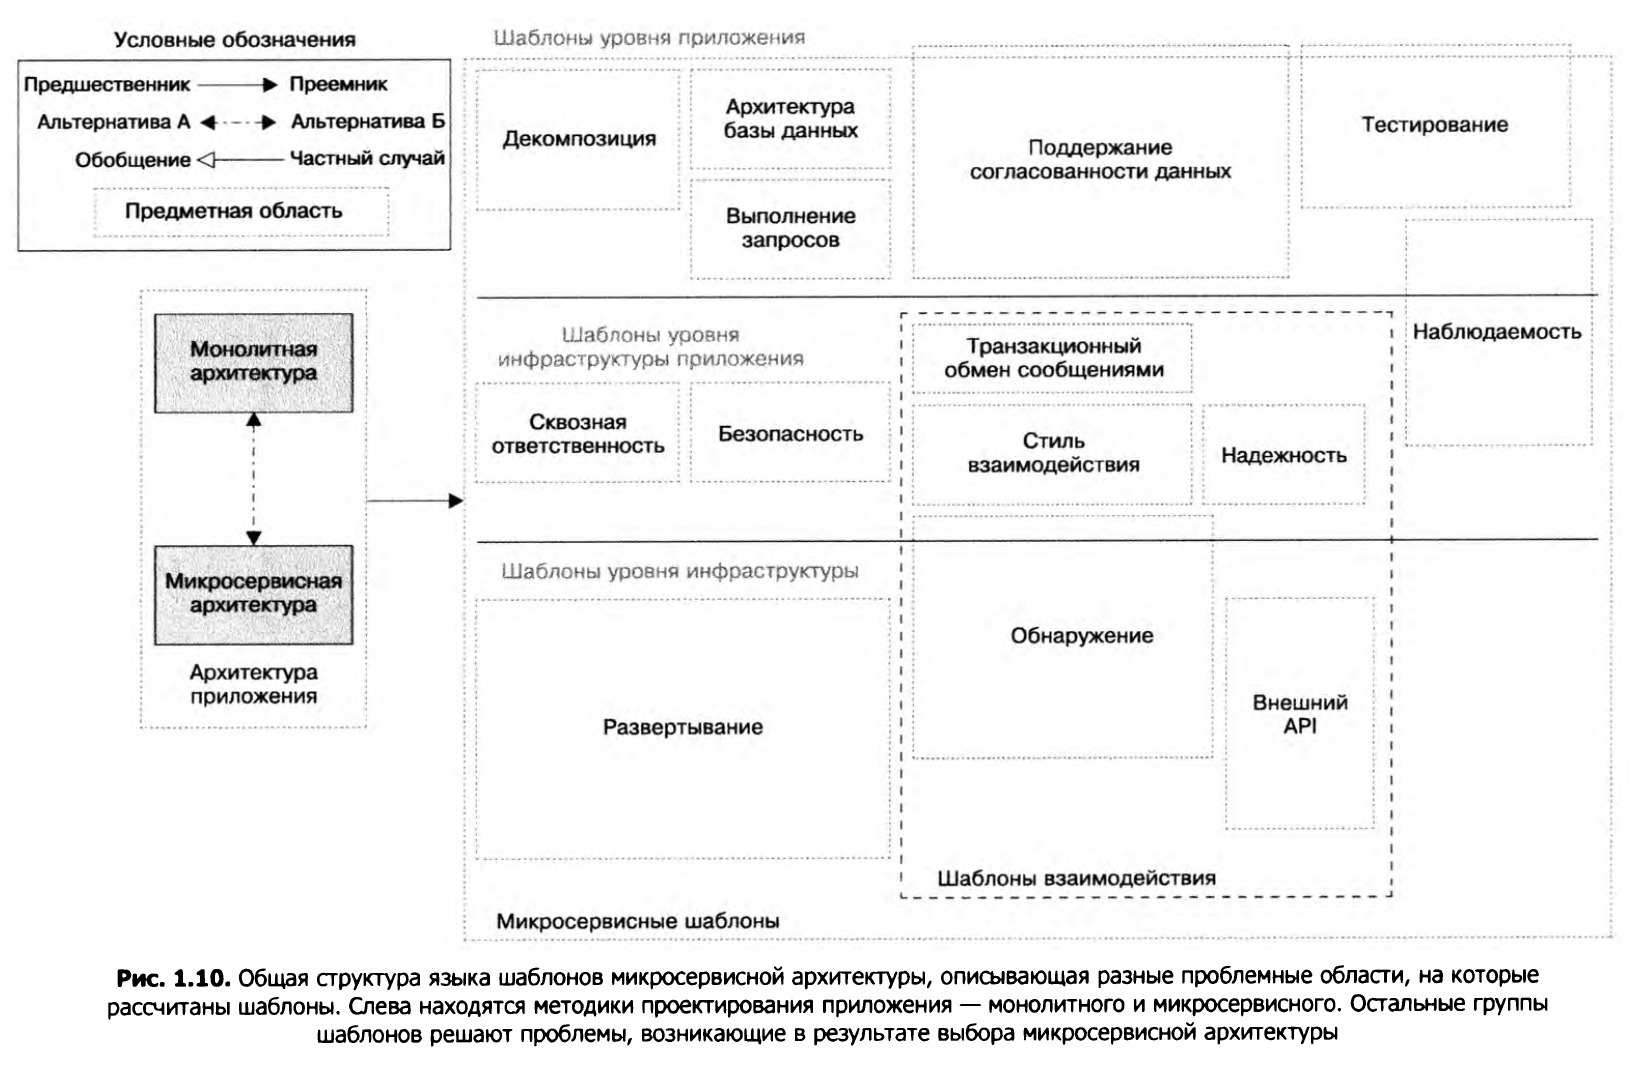 Условные обозначения
Предшественник Преемник
Альтернатива А Альтернатива Б
Обобщение Частный случай
Предметная область
Шаблоны уровня приложения
Декомпозиция
Архитектура
базы данных
Выполнение
запросов
Поддержание
согласованности данных
Тестирование
Наблюдаемость
Монолитная
архитектура
Микросервисная
архитектура
Архитектура
приложения
Шаблоны уровня
инфраструктуры приложения
Сквозная
ответственность
Безопасность
Транзакционный
обмен сообщениями
Стиль
взаимодействия
Надежность
Шаблоны уровня инфраструктуры
Развертывание
Обнаружение
Внешний
API
Шаблоны взаимодействия
Микросервисные шаблоны
Рис. 1.10. Общая структура языка шаблонов микросервисной архитектуры, описывающая разные проблемные области, на которые
рассчитаны шаблоны. Слева находятся методики проектирования приложения — монолитного и микросервисного. Остальные группы
шаблонов решают проблемы, возникающие в результате выбора микросервисной архитектуры